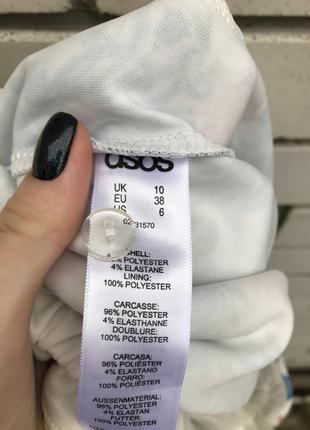 asos
UK 10
EU 38
US 6
SHELL:
96% POLYESTER
4% ELASTANE
LINING:
100% POLYESTER
CARCASSE:
96% POLYESTER
4% ELASTHANNE
DOUBLURE:
100% POLYESTER
CARCASA:
96% POLIÉSTER
4% ELASTANO
FORRO:
100% POLIÉSTER
AUSSENMATERIAL:
96% POLYESTER
4% ELASTAN
FUTTER:
100% POLYESTER